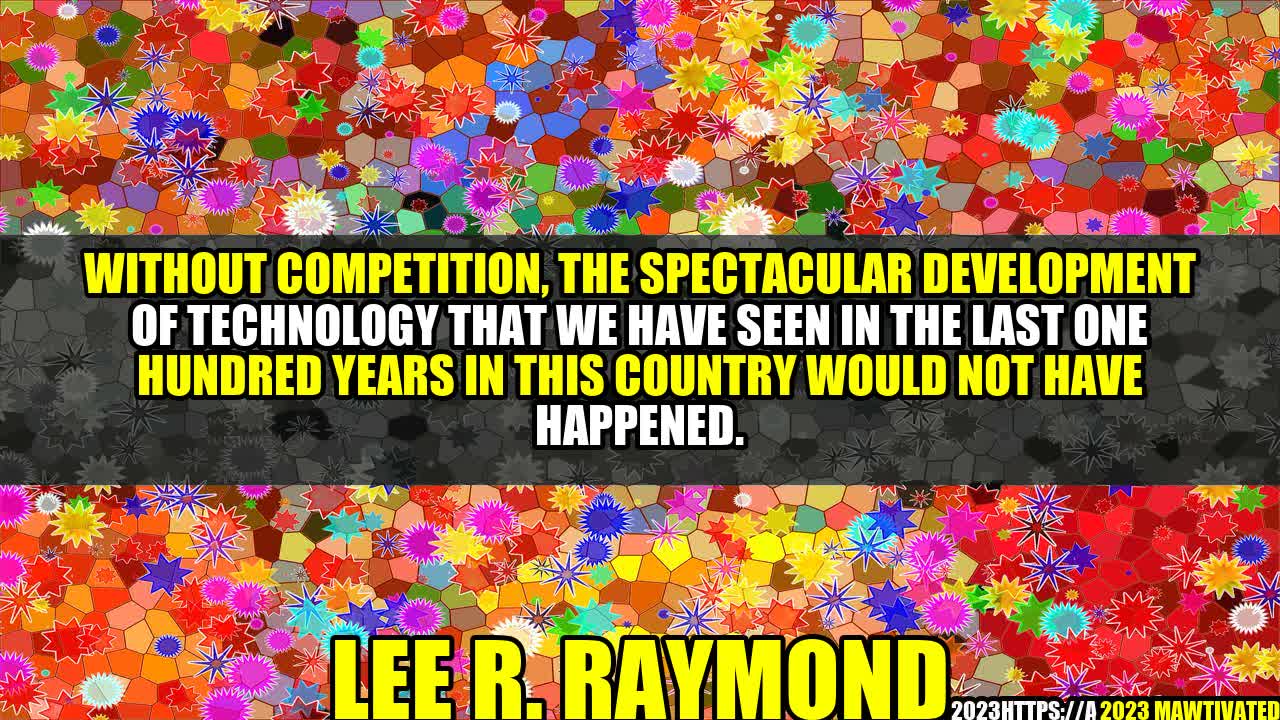 WITHOUT COMPETITION, THE SPECTACULAR DEVELOPMENT
OF TECHNOLOGY THAT WE HAVE SEEN IN THE LAST ONE
HUNDRED YEARS IN THIS COUNTRY WOULD NOT HAVE
HAPPENED.
LEE R. RAYMOND
2023HTTPS://A 2023 MAWTIVATED